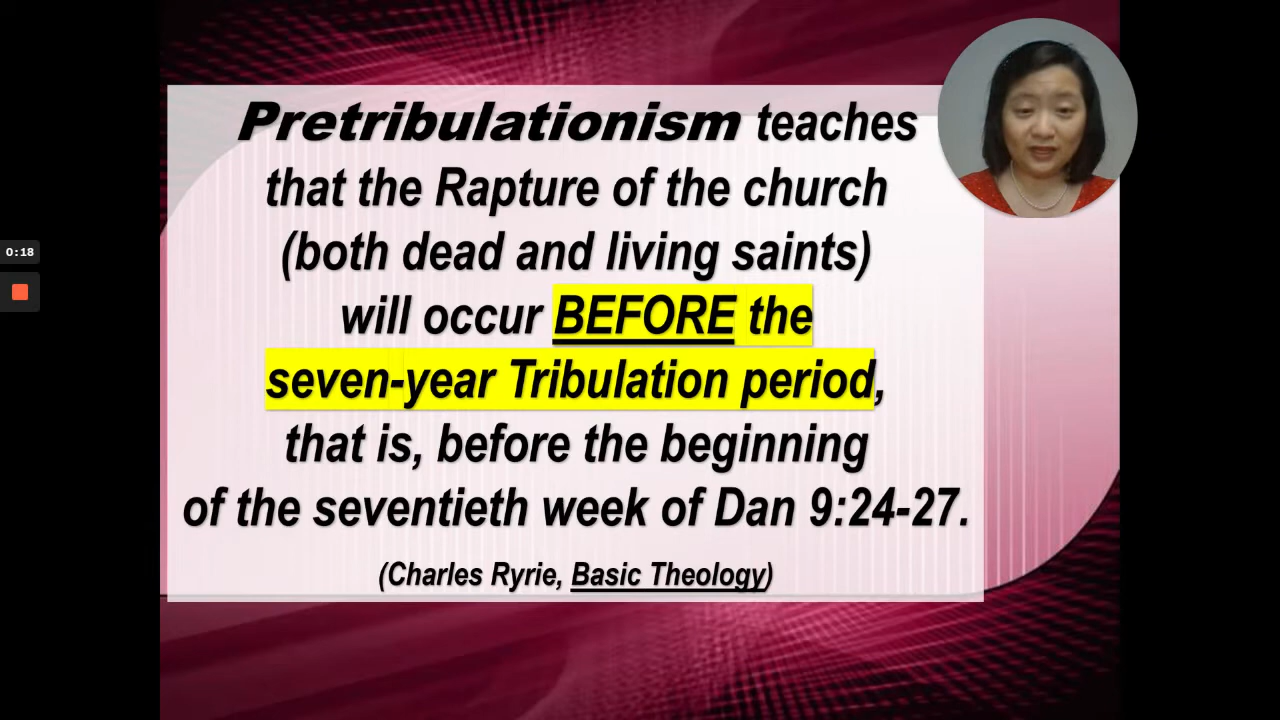 Pretribulationism teaches
that the Rapture of the church
(both dead and living saints)
will occur BEFORE the
seven-year Tribulation period,
that is, before the beginning
of the seventieth week of Dan 9:24-27.
(Charles Ryrie, Basic Theology)
0:18